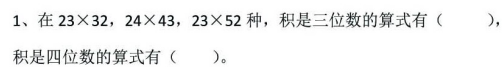 1、在 23×32，24×43，23×52 种，积是三位数的算式有（      ），
积是四位数的算式有（      ）。